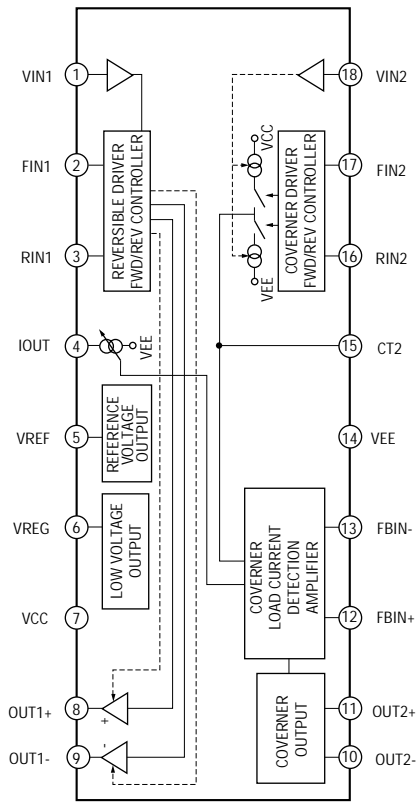 VIN1
1
18
VIN2
FIN1
2
REVERSIBLE DRIVER
FWD/REV CONTROLLER
VCC
COVERNER DRIVER
FWD/REV CONTROLLER
17
FIN2
RIN1
3
VEE
16
RIN2
IOUT
4
VEE
15
CT2
VREF
5
REFERENCE
VOLTAGE
OUTPUT
14
VEE
VREG
6
LOW VOLTAGE
OUTPUT
COVERNER
LOAD CURRENT
DETECTION
AMPLIFIER
13
FBIN-
VCC
7
12
FBIN+
OUT1+
8
+
COVERNER
OUTPUT
11
OUT2+
OUT1-
9
-
10
OUT2-